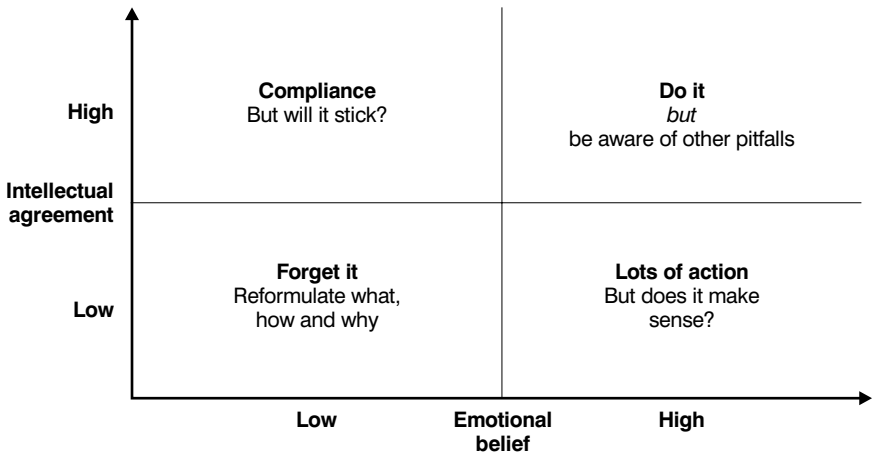 High
Compliance
But will it stick?
Do it
but
be aware of other pitfalls
Intellectual
agreement
Low
Forget it
Reformulate what,
how and why
Lots of action
But does it make
sense?
Low
Emotional
belief
High